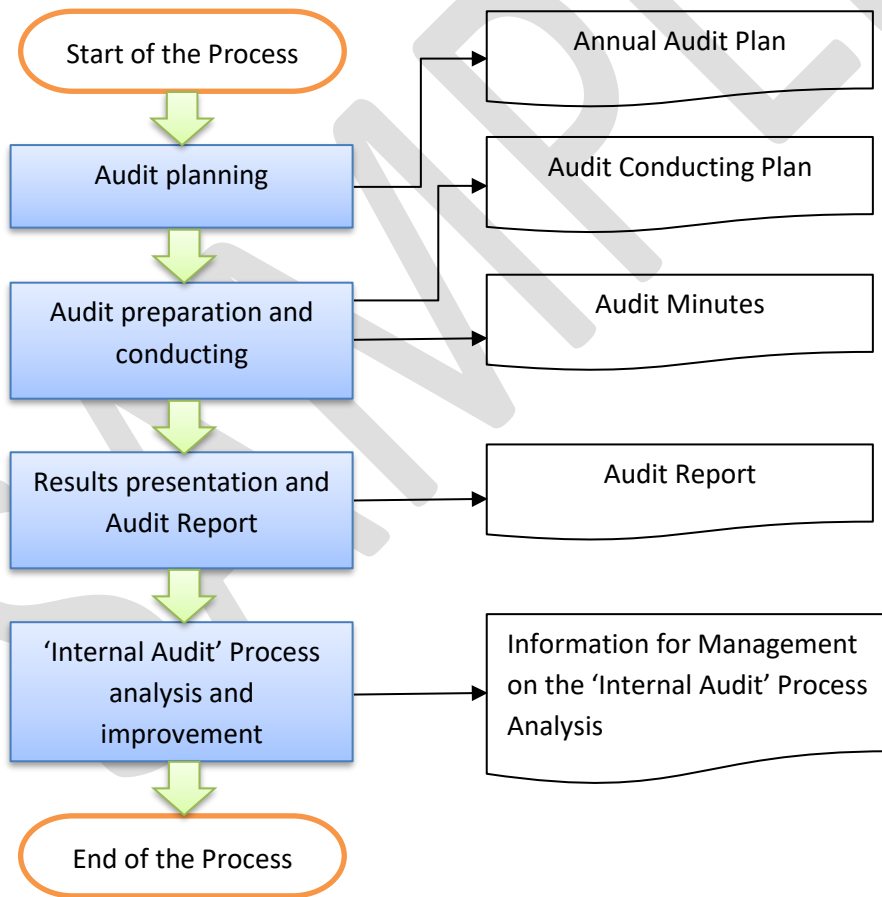 Start of the Process
Annual Audit Plan
Audit planning
Audit Conducting Plan
Audit preparation and
conducting
Audit Minutes
Results presentation and
Audit Report
Audit Report
‘Internal Audit’ Process
analysis and
improvement
Information for Management
on the ‘Internal Audit’ Process
Analysis
End of the Process
SAMPLE